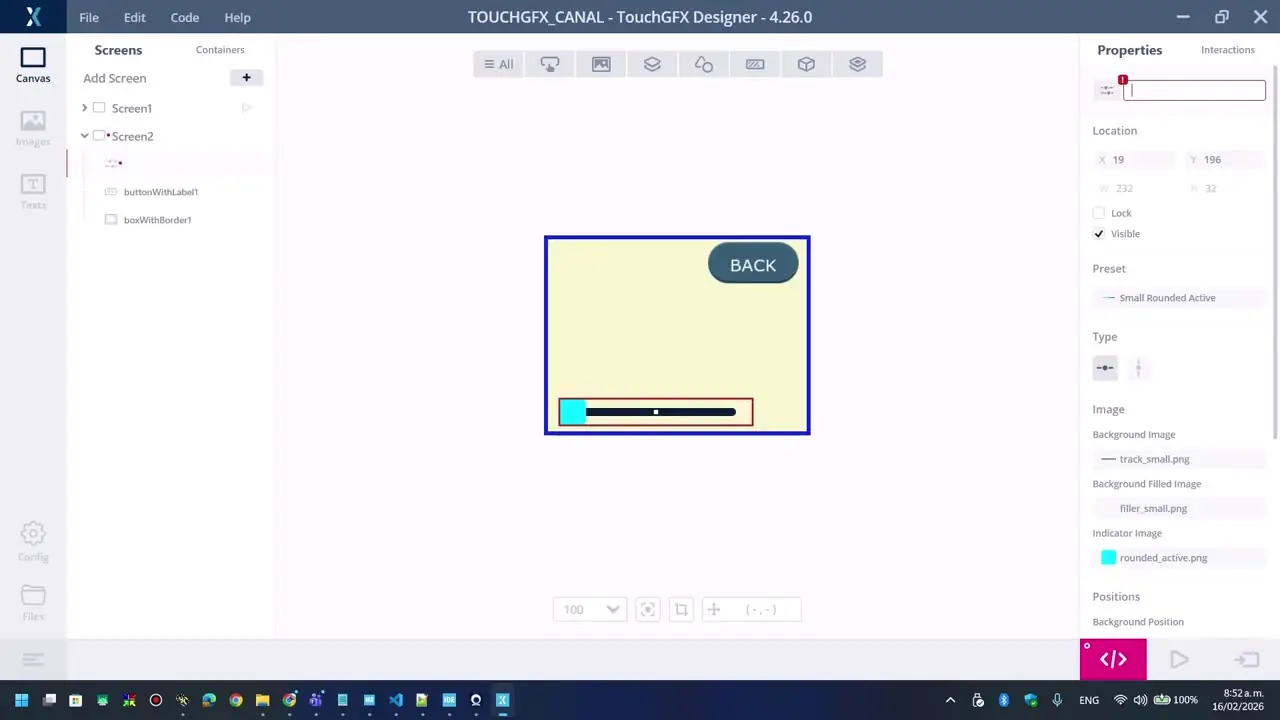 File Edit Code Help
TOUCHGFX_CANAL - TouchGFX Designer - 4.26.0
Canvas
Images
Texts
Config
Files
Screens
Containers
Add Screen
+
Screen1
Screen2
buttonWithLabel1
boxWithBorder1
All
BACK
100
(-,-)
Properties
Interactions
!
Location
X 19
Y 196
W 232
H 32
Lock
Visible
Preset
Small Rounded Active
Type
Image
Background Image
track_small.png
Background Filled Image
filler_small.png
Indicator Image
rounded_active.png
Positions
Background Position
</>
IDE
ENG
100%
8:52 a. m.
16/02/2026